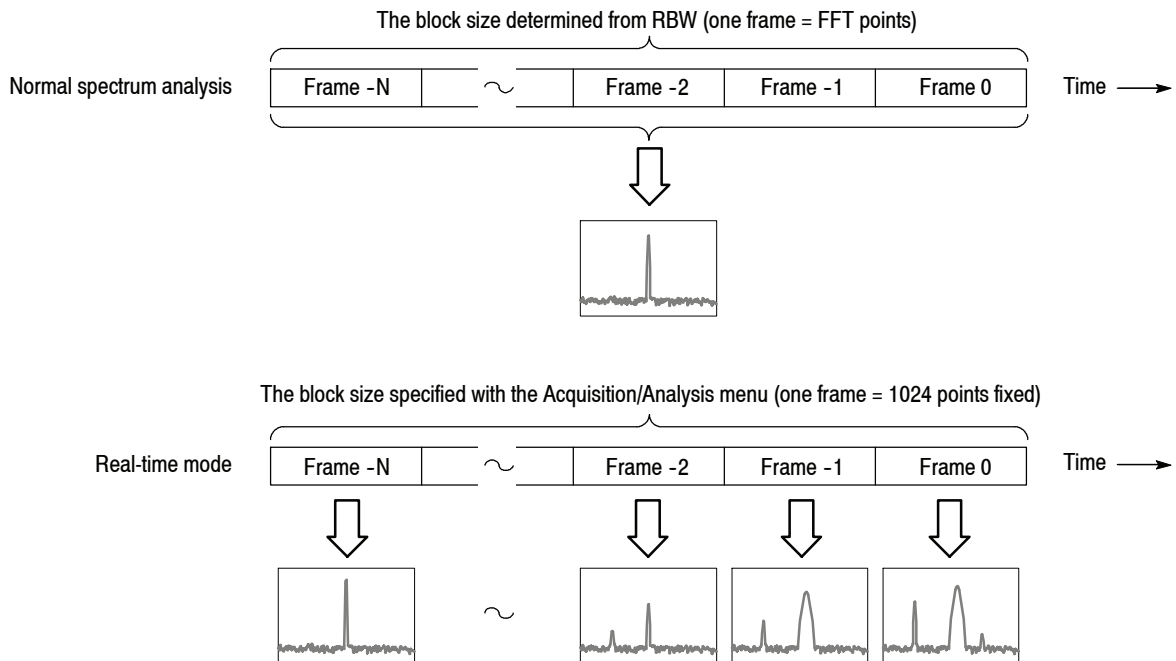 The block size determined from RBW (one frame = FFT points)
Normal spectrum analysis Frame -N Frame -2 Frame -1 Frame 0 Time
The block size specified with the Acquisition/Analysis menu (one frame = 1024 points fixed)
Real-time mode Frame -N Frame -2 Frame -1 Frame 0 Time